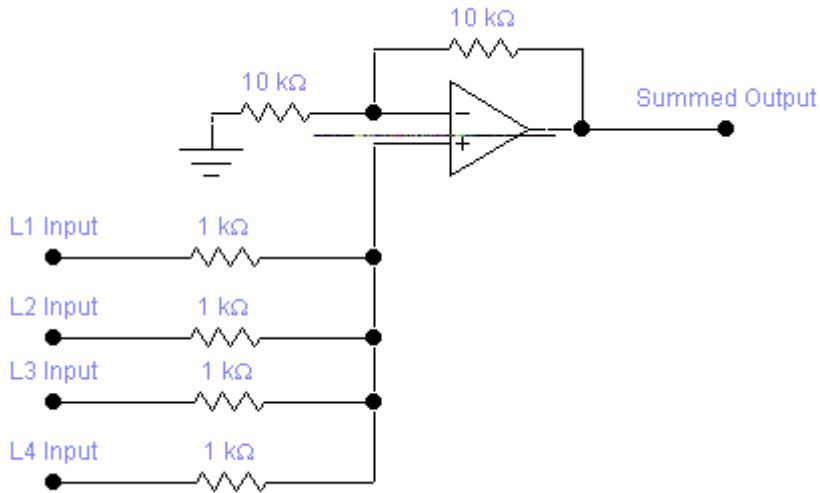 10 kΩ
10 kΩ
Summed Output
−
+
L1 Input
1 kΩ
L2 Input
1 kΩ
L3 Input
1 kΩ
L4 Input
1 kΩ